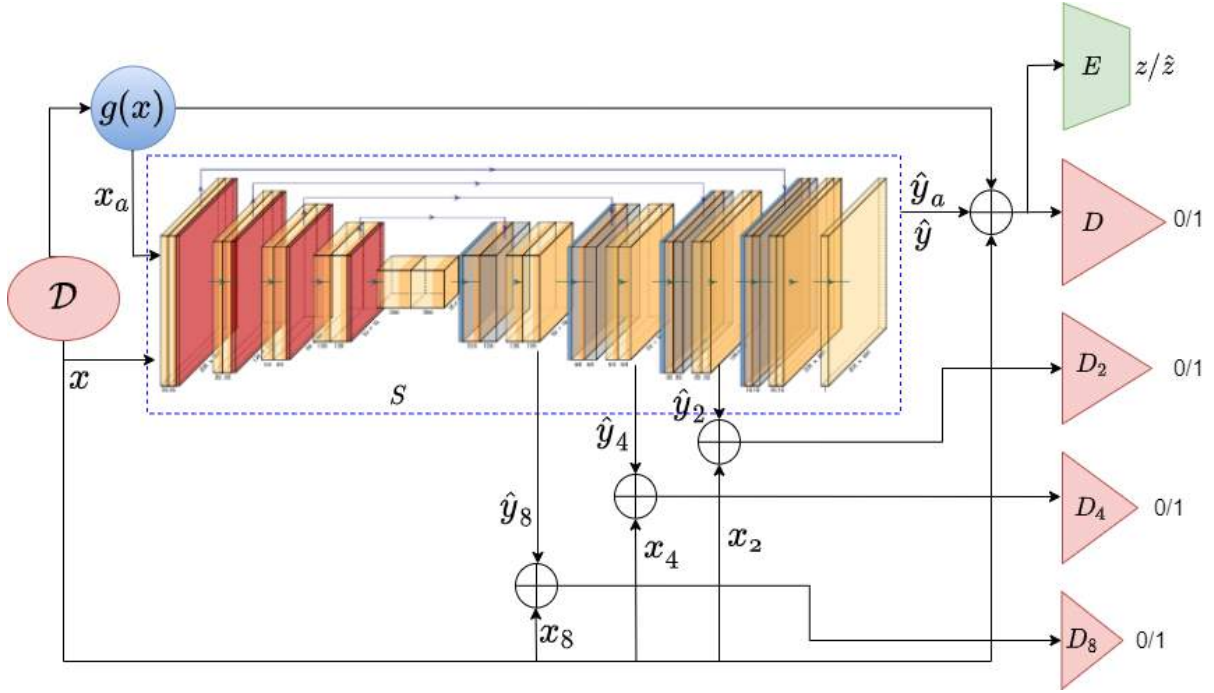 E
z/ẑ
g(x)
x_a
ŷ_a
ŷ
D
0/1
𝒟
x
S
ŷ_2
D_2
0/1
ŷ_4
D_4
0/1
ŷ_8
x_4
x_2
x_8
D_8
0/1